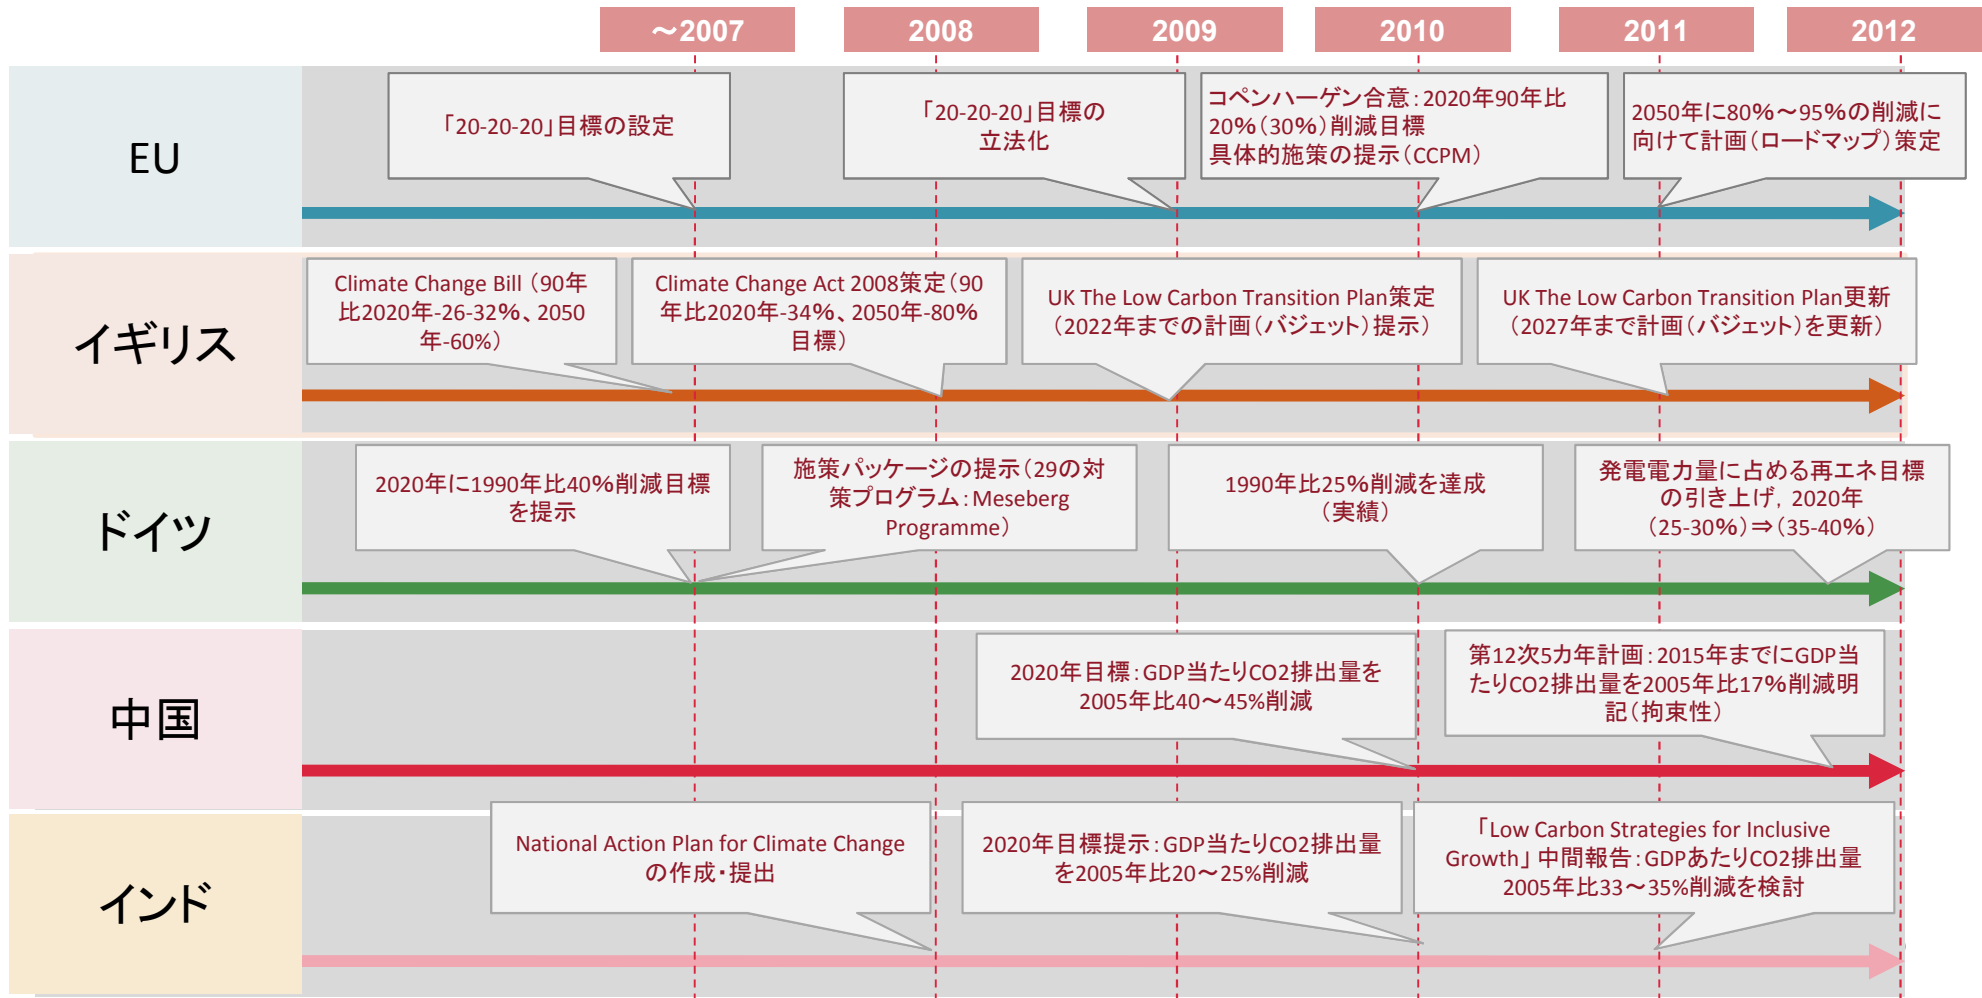 ～2007
2008
2009
2010
2011
2012
EU
「20-20-20」目標の設定
「20-20-20」目標の
立法化
コペンハーゲン合意：2020年90年比
20%（30%）削減目標
具体的施策の提示（CCPM）
2050年に80%～95%の削減に
向けて計画（ロードマップ）策定
イギリス
Climate Change Bill（90年
比2020年-26-32%、2050
年-60%）
Climate Change Act 2008策定（90
年比2020年-34%、2050年-80%
目標）
UK The Low Carbon Transition Plan策定
（2022年までの計画（バジェット）提示）
UK The Low Carbon Transition Plan更新
（2027年まで計画（バジェット）を更新）
ドイツ
2020年に1990年比40%削減目標
を提示
施策パッケージの提示（29の対
策プログラム：Meseberg
Programme）
1990年比25%削減を達成
（実績）
発電電力量に占める再エネ目標
の引き上げ，2020年
（25-30%）⇒（35-40%）
中国
2020年目標：GDP当たりCO2排出量を
2005年比40～45%削減
第12次5カ年計画：2015年までにGDP当
たりCO2排出量を2005年比17%削減明
記（拘束性）
インド
National Action Plan for Climate Change
の作成・提出
2020年目標提示：GDP当たりCO2排出量
を2005年比20～25%削減
「Low Carbon Strategies for Inclusive
Growth」中間報告：GDPあたりCO2排出量
2005年比33～35%削減を検討